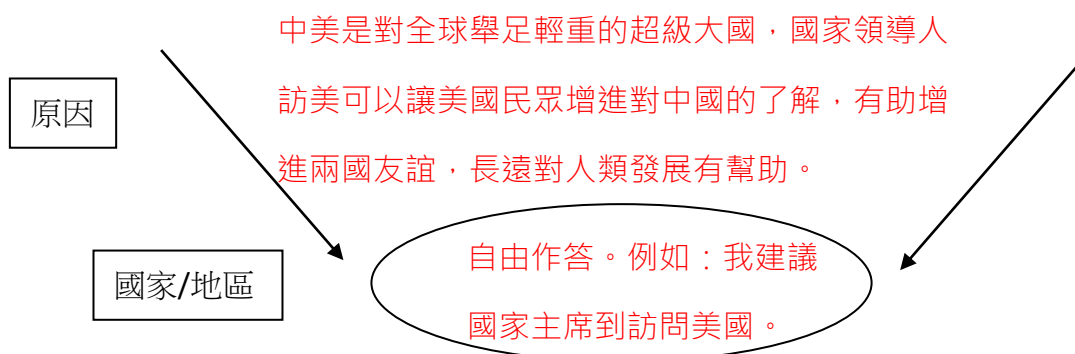 中美是對全球舉足輕重的超級大國，國家領導人
原因
訪美可以讓美國民眾增進對中國的了解，有助增
進兩國友誼，長遠對人類發展有幫助。
自由作答。例如：我建議
國家/地區
國家主席到訪問美國。